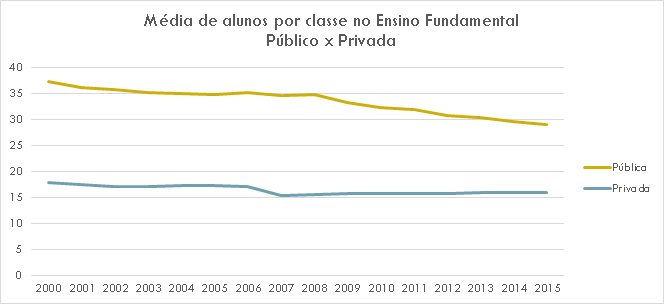 Média de alunos por classe no Ensino Fundamental
Público x Privada
40
35
30
25
20
15
10
5
0
2000 2001 2002 2003 2004 2005 2006 2007 2008 2009 2010 2011 2012 2013 2014 2015
Pública
Privada